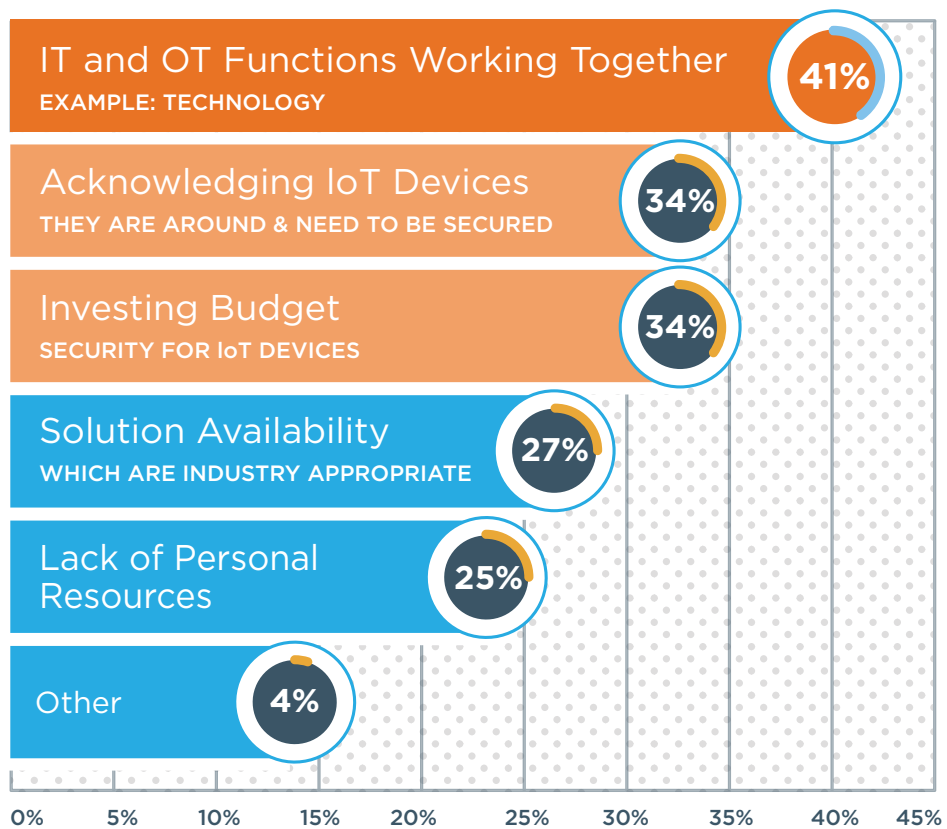 IT and OT Functions Working Together
EXAMPLE: TECHNOLOGY
41%
Acknowledging IoT Devices
THEY ARE AROUND & NEED TO BE SECURED
34%
Investing Budget
SECURITY FOR IoT DEVICES
34%
Solution Availability
WHICH ARE INDUSTRY APPROPRIATE
27%
Lack of Personal
Resources
25%
Other
4%
0% 5% 10% 15% 20% 25% 30% 35% 40% 45%